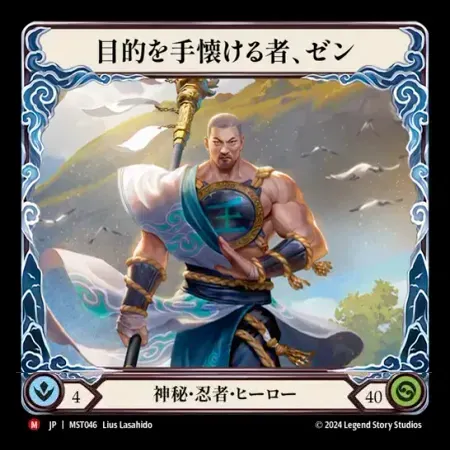 目的を手懐ける者、ゼン
王
4
神秘・忍者・ヒーロー
40
M JP | MST046 Lius Lasahido
© 2024 Legend Story Studios